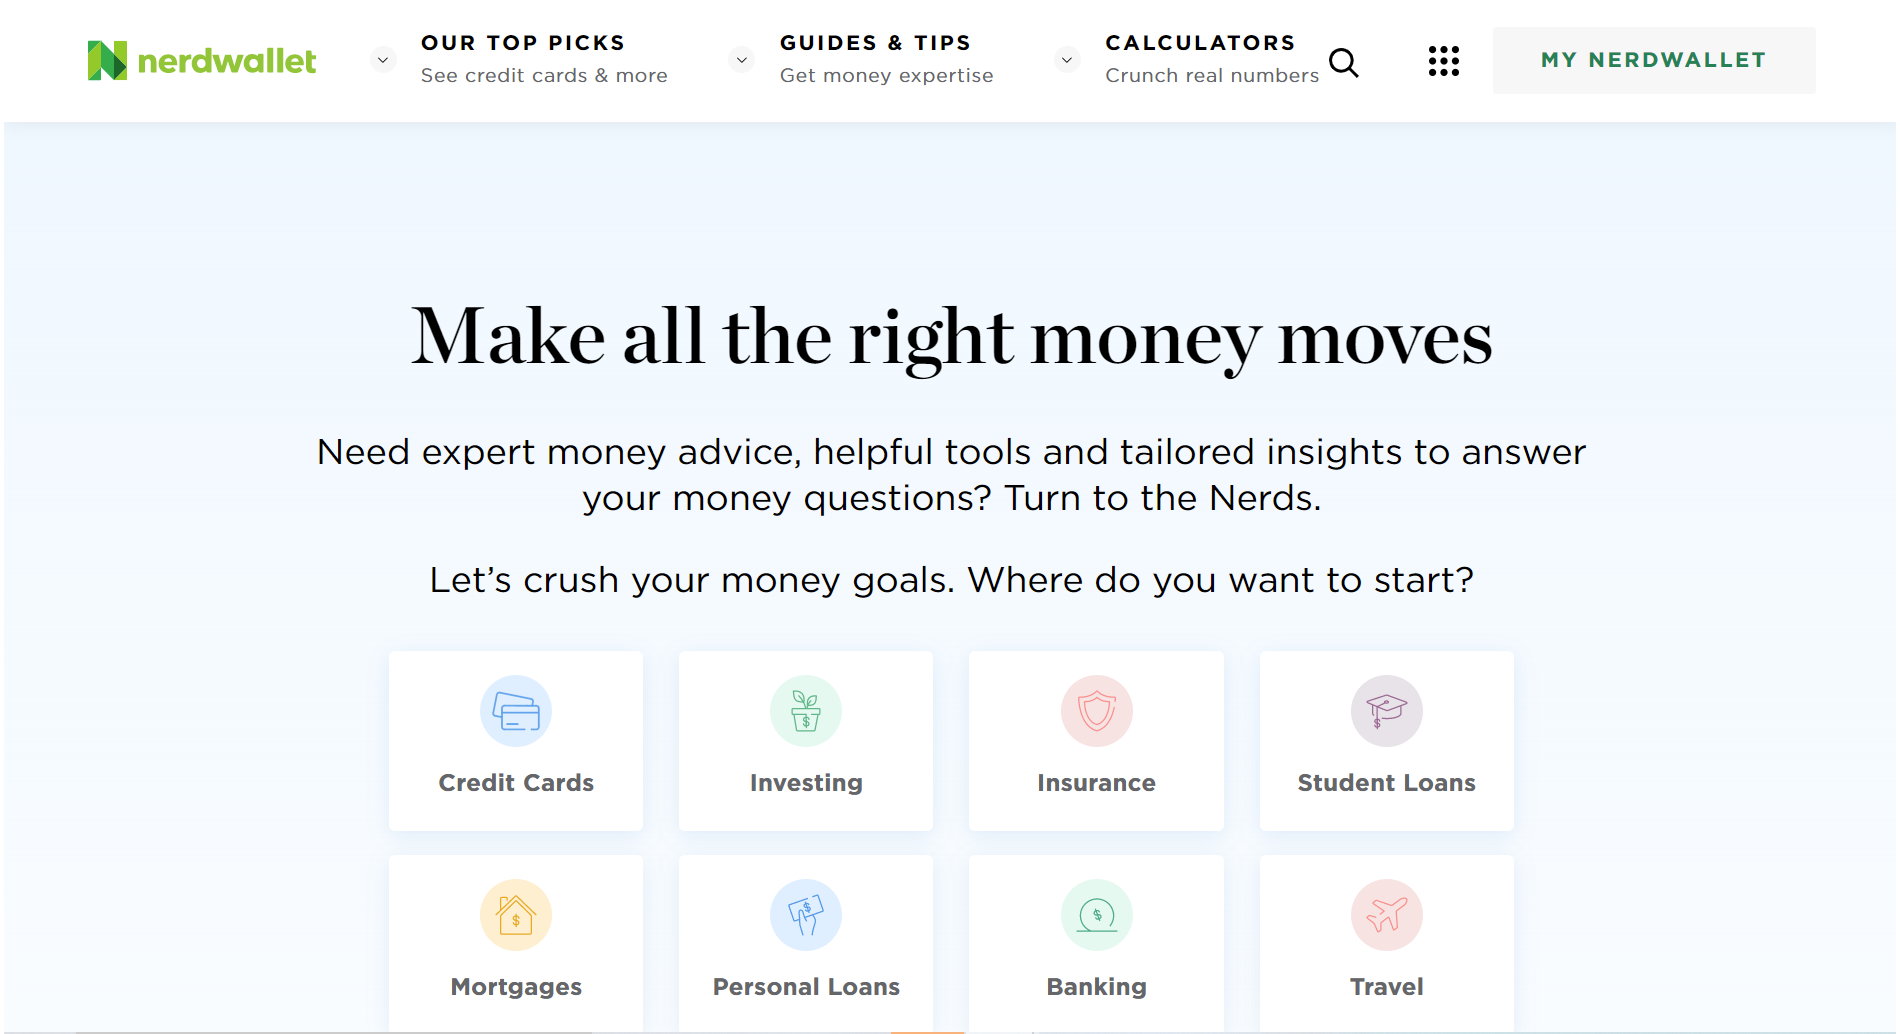 nerdwallet
OUR TOP PICKS
See credit cards & more
GUIDES & TIPS
Get money expertise
CALCULATORS
Crunch real numbers
MY NERDWALLET
Make all the right money moves
Need expert money advice, helpful tools and tailored insights to answer
your money questions? Turn to the Nerds.
Let’s crush your money goals. Where do you want to start?
Credit Cards
Investing
Insurance
Student Loans
Mortgages
Personal Loans
Banking
Travel